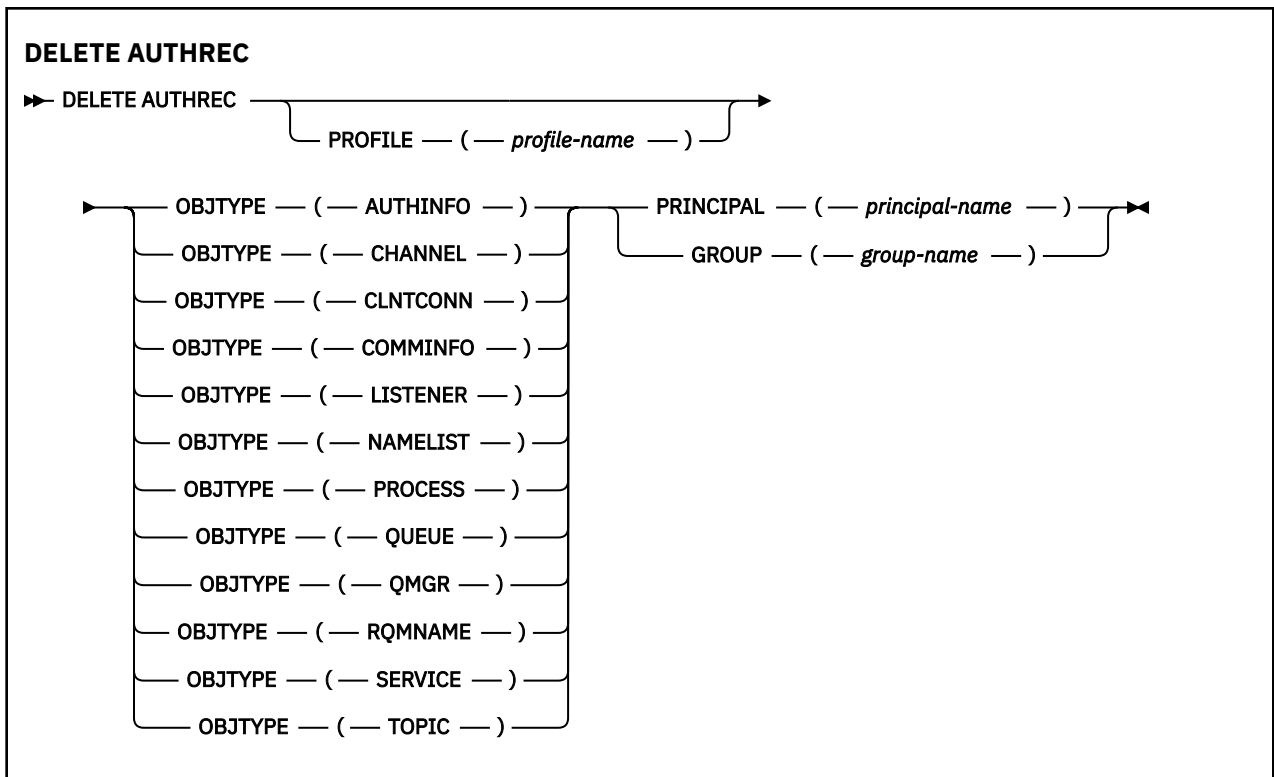 DELETE AUTHREC
DELETE AUTHREC
PROFILE ( profile-name )
OBJTYPE ( AUTHINFO ) PRINCIPAL ( principal-name )
OBJTYPE ( CHANNEL ) GROUP ( group-name )
OBJTYPE ( CLNTCONN )
OBJTYPE ( COMMINFO )
OBJTYPE ( LISTENER )
OBJTYPE ( NAMELIST )
OBJTYPE ( PROCESS )
OBJTYPE ( QUEUE )
OBJTYPE ( QMGR )
OBJTYPE ( RQMNAME )
OBJTYPE ( SERVICE )
OBJTYPE ( TOPIC )